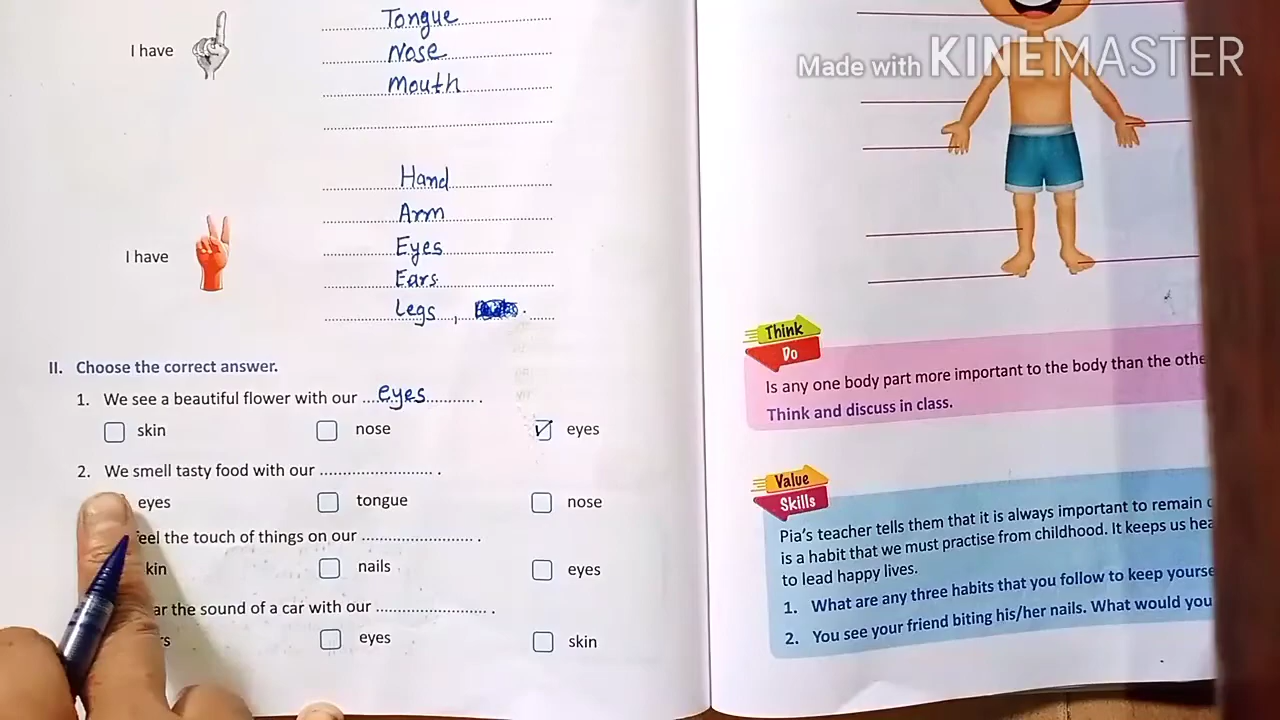 Tongue
I have
Nose
Mouth
Hand
Arm
I have
Eyes
Ears
Legs,
II. Choose the correct answer.
1. We see a beautiful flower with our eyes.
skin nose eyes
2. We smell tasty food with our .
eyes tongue nose
feel the touch of things on our .
kin nails eyes
ar the sound of a car with our .
rs eyes skin
Made with KINEMASTER
Think
Do
Is any one body part more important to the body than the othe
Think and discuss in class.
Value
Skills
Pia's teacher tells them that it is always important to remain c
is a habit that we must practise from childhood. It keeps us hea
to lead happy lives.
1. What are any three habits that you follow to keep yourse
2. You see your friend biting his/her nails. What would you